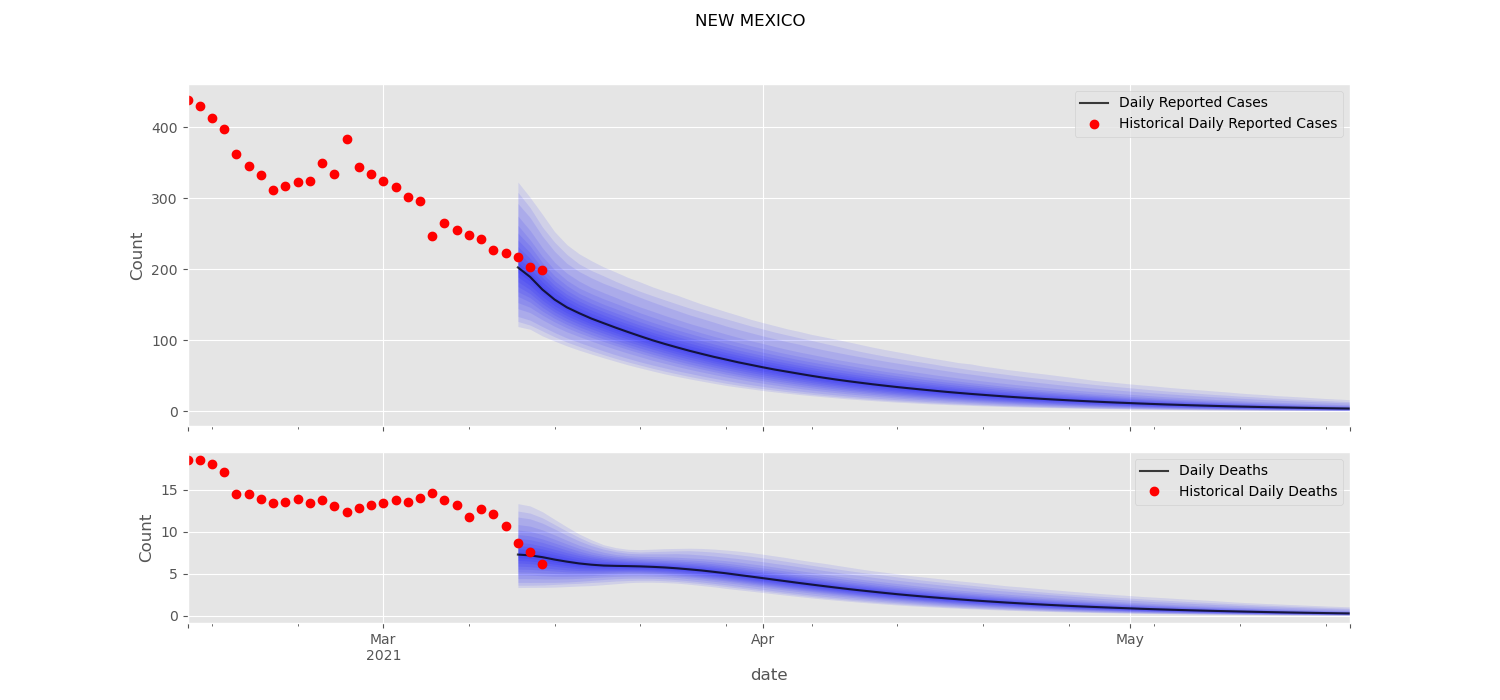 NEW MEXICO
Daily Reported Cases
Historical Daily Reported Cases
400
300
200
100
0
Count
Daily Deaths
Historical Daily Deaths
15
10
5
0
Count
Mar
2021
Apr
May
date